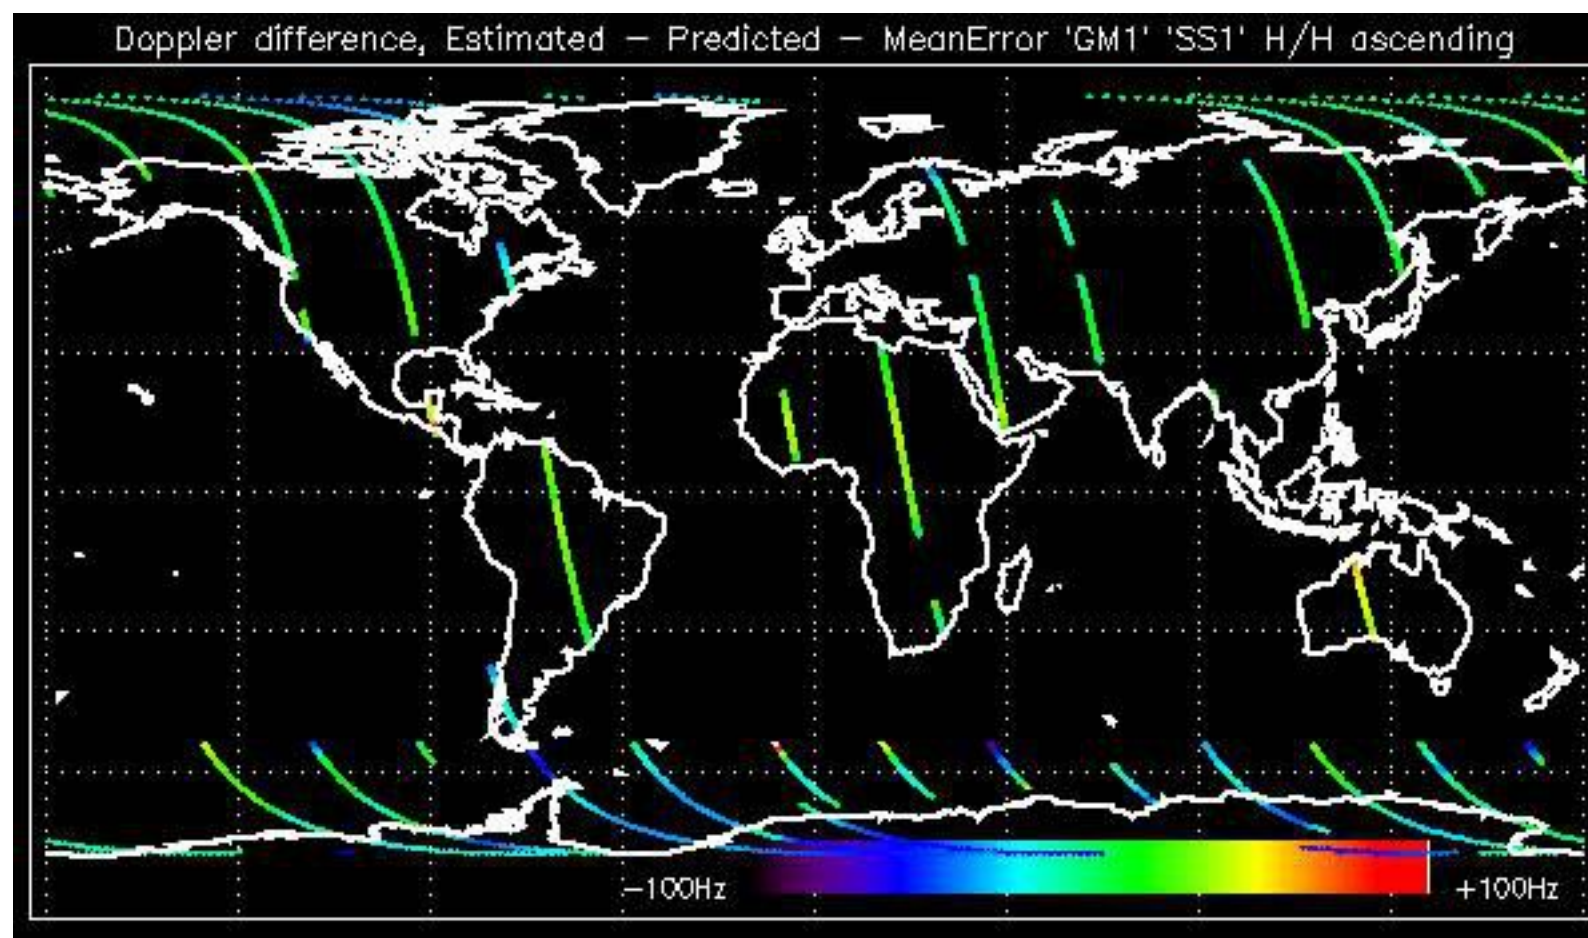 Doppler difference, Estimated – Predicted – MeanError 'GM1' 'SS1' H/H ascending
–100Hz
+100Hz